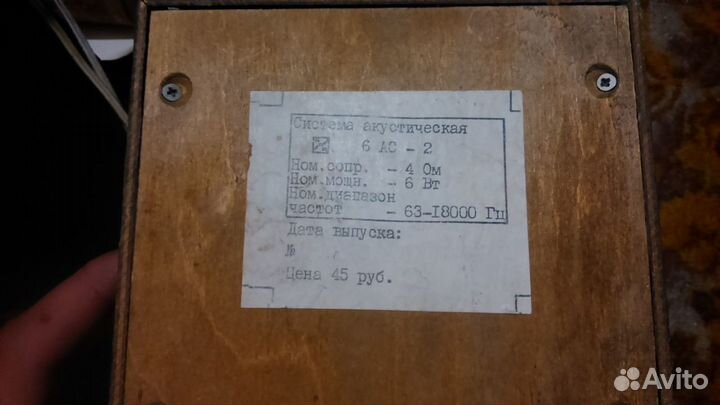 Система акустическая
6 АС - 2
Ном.сопр. - 4 Ом
Ном.мощн. - 6 Вт
Ном.диапазон
частот - 63-I8000 Гц
Дата выпуска:
№
Цена 45 руб.
Avito